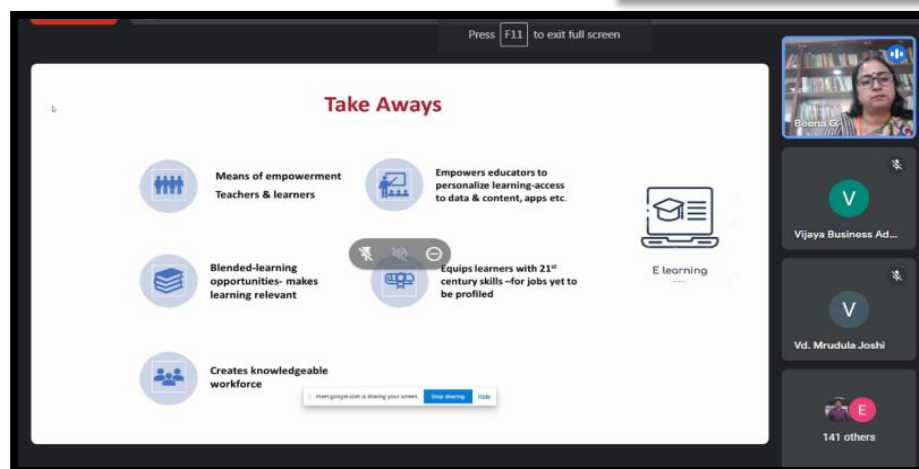 Press F11 to exit full screen
Take Aways
Means of empowerment
Teachers & learners
Empowers educators to
personalize learning-access
to data & content, apps etc.
Blended-learning
opportunities- makes
learning relevant
Equips learners with 21st
century skills –for jobs yet to
be profiled
Creates knowledgeable
workforce
E learning
meet.google.com is sharing your screen.
Stop sharing
Hide
Beena G
V
Vijaya Business Ad...
V
Vd. Mrudula Joshi
E
141 others